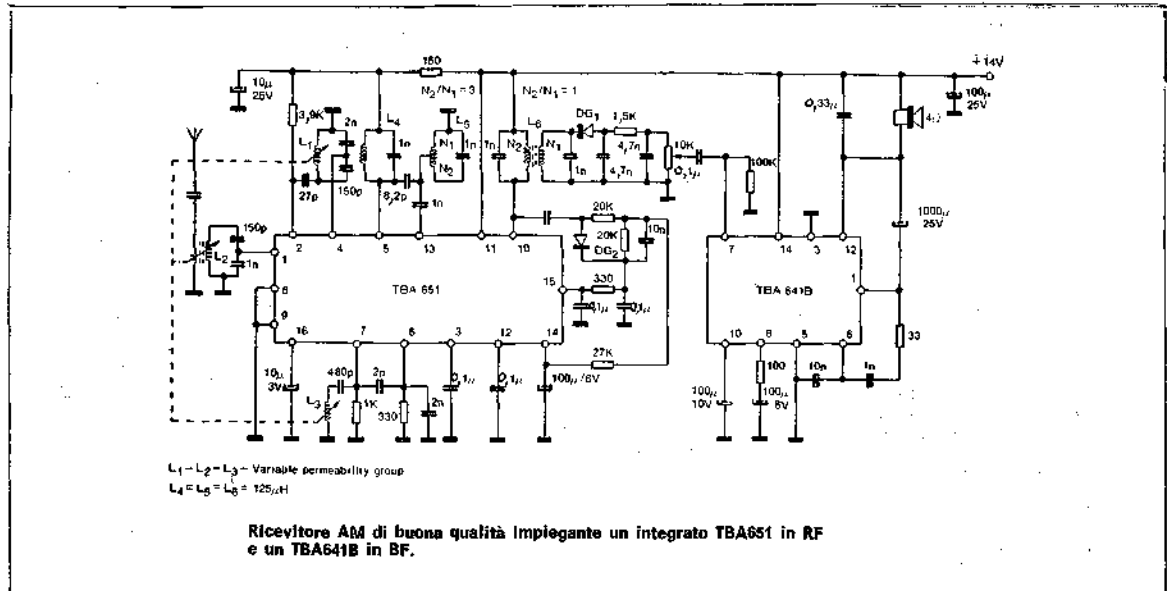 +14V
10µ
25V
3,9K
2n
L4
180
N2/N1 = 3
L5
N2/N1 = 1
L6
DG1
1,5K
0,33µ
4Ω
100µ
25V
L1
1n
N1
N2
1n
1n
N2
N1
1n
4,7n
4,7n
10K
0,1µ
100K
27p
150p
8,2p
1n
1000µ
25V
150p
L2
1n
20K
20K
10n
DG2
2
4
5
13
11
10
7
14
3
12
1
8
9
TBA 651
15
330
0,1µ
0,1µ
TBA 641B
1
16
7
6
3
12
14
10
8
5
6
33
10µ
3V
L3
480p
2p
1K
330
2n
0,1µ
0,1µ
100µ/6V
27K
100µ
10V
100
100µ
6V
10n
1n
L1 – L2 – L3 – Variable permeability group
L4 = L5 = L6 = 125µH
Ricevitore AM di buona qualità impiegante un integrato TBA651 in RF
e un TBA641B in BF.